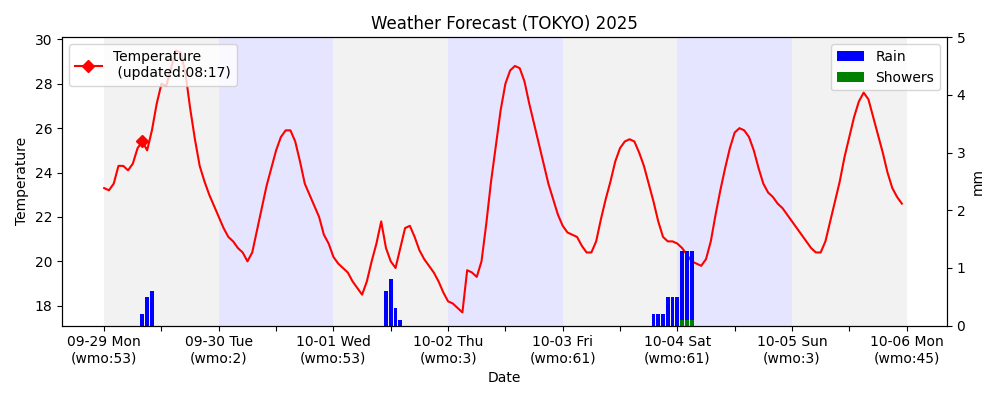 Weather Forecast (TOKYO) 2025
Temperature
(updated:08:17)
Rain
Showers
30
28
26
24
22
20
18
Temperature
5
4
3
2
1
0
mm
09-29 Mon
(wmo:53)
09-30 Tue
(wmo:2)
10-01 Wed
(wmo:53)
10-02 Thu
(wmo:3)
10-03 Fri
(wmo:61)
10-04 Sat
(wmo:61)
10-05 Sun
(wmo:3)
10-06 Mon
(wmo:45)
Date